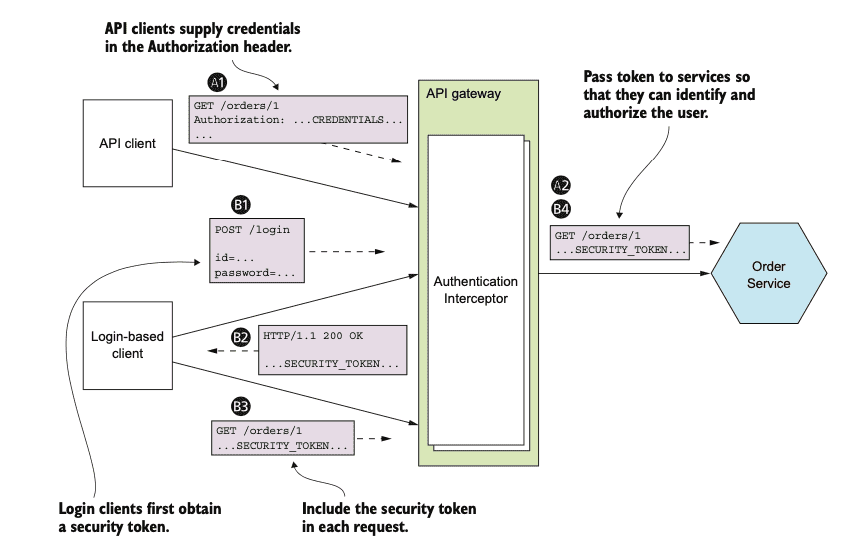 API clients supply credentials
in the Authorization header.
A1
GET /orders/1
Authorization: ...CREDENTIALS...
...
API client
API gateway
Pass token to services so
that they can identify and
authorize the user.
A2
B4
GET /orders/1
...SECURITY_TOKEN...
Order
Service
B1
POST /login
id=...
password=...
Authentication
Interceptor
Login-based
client
B2
HTTP/1.1 200 OK
...SECURITY_TOKEN...
B3
GET /orders/1
...SECURITY_TOKEN...
Login clients first obtain
a security token.
Include the security token
in each request.